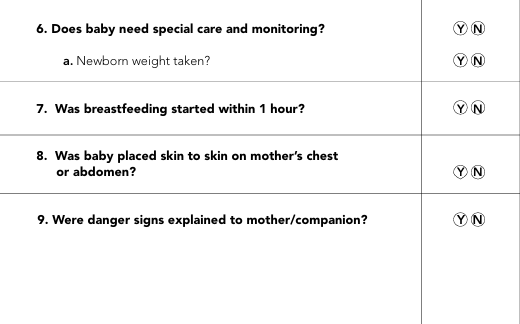 6. Does baby need special care and monitoring? Ⓨ Ⓝ
a. Newborn weight taken? Ⓨ Ⓝ
7. Was breastfeeding started within 1 hour? Ⓨ Ⓝ
8. Was baby placed skin to skin on mother's chest
or abdomen? Ⓨ Ⓝ
9. Were danger signs explained to mother/companion? Ⓨ Ⓝ